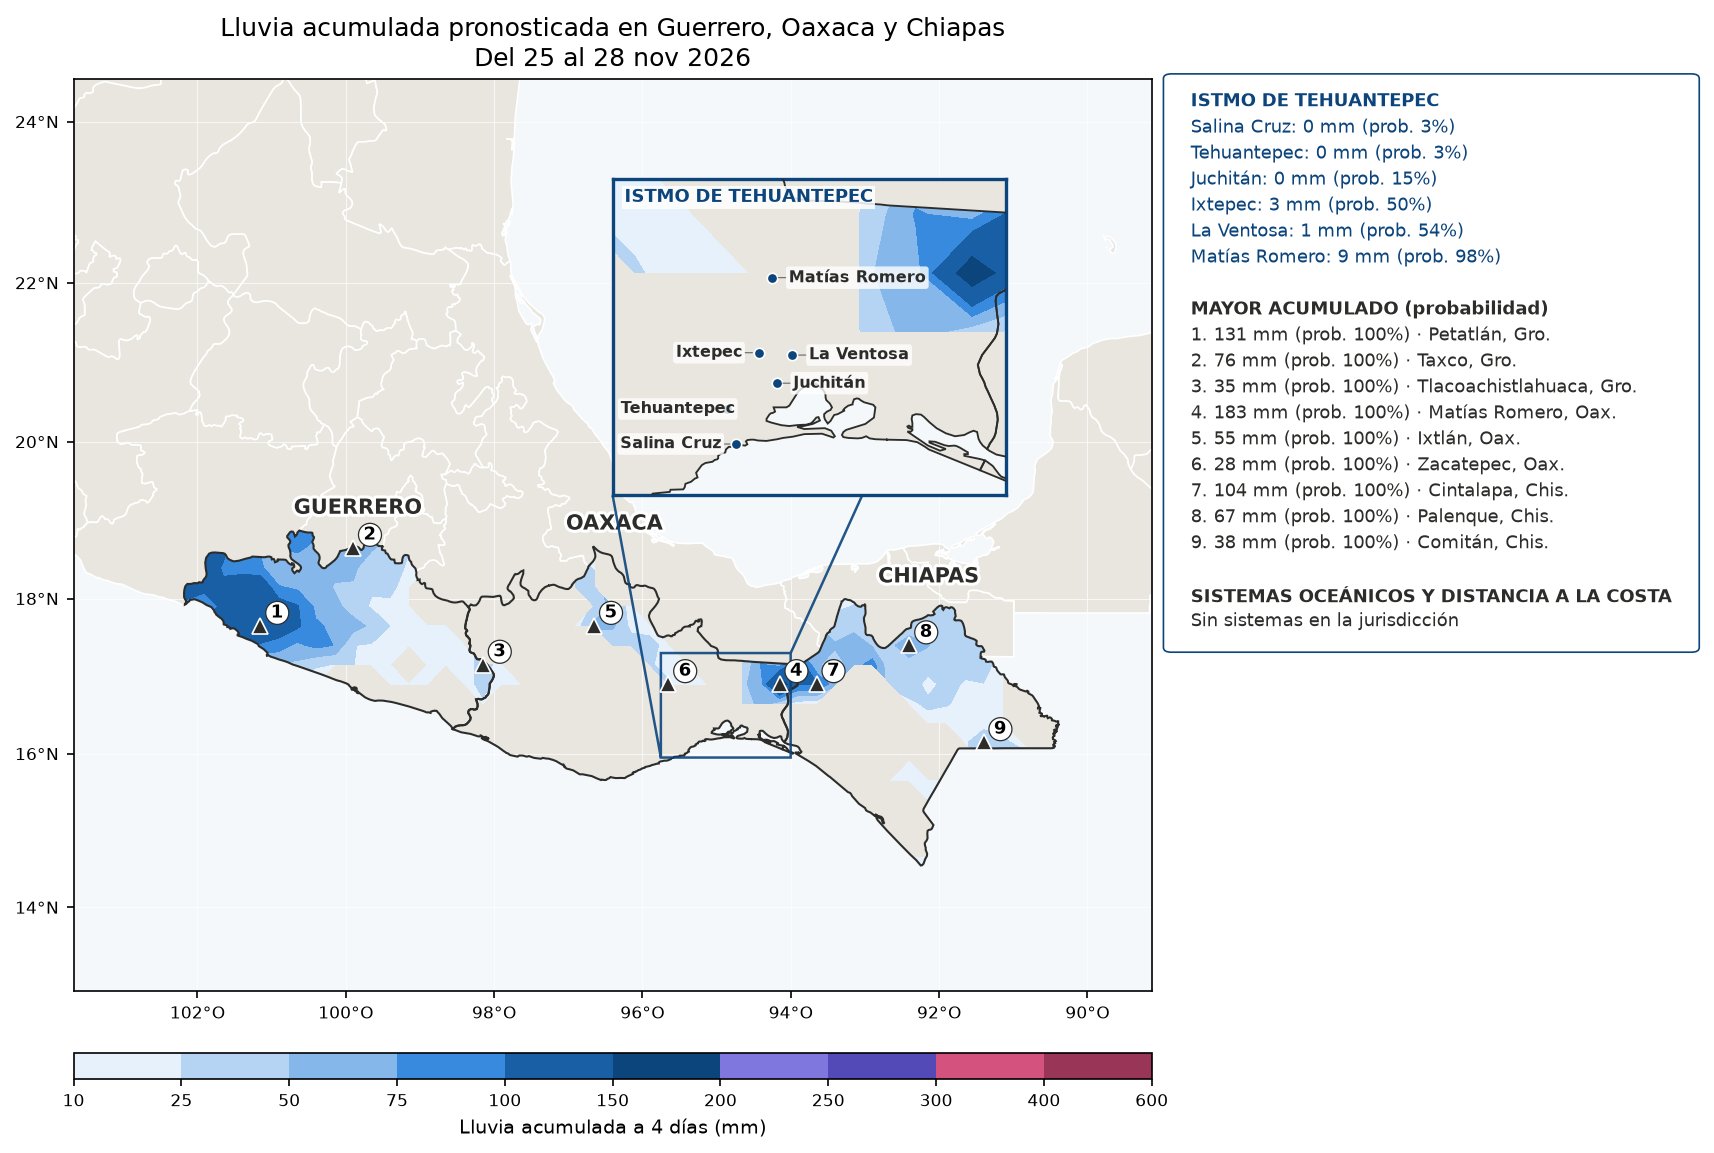 Lluvia acumulada pronosticada en Guerrero, Oaxaca y Chiapas
Del 25 al 28 nov 2026
24°N
22°N
20°N
18°N
16°N
14°N
102°O
100°O
98°O
96°O
94°O
92°O
90°O
ISTMO DE TEHUANTEPEC
Matías Romero
Ixtepec
La Ventosa
Juchitán
Tehuantepec
Salina Cruz
GUERRERO
OAXACA
CHIAPAS
1
2
3
4
5
6
7
8
9
ISTMO DE TEHUANTEPEC
Salina Cruz: 0 mm (prob. 3%)
Tehuantepec: 0 mm (prob. 3%)
Juchitán: 0 mm (prob. 15%)
Ixtepec: 3 mm (prob. 50%)
La Ventosa: 1 mm (prob. 54%)
Matías Romero: 9 mm (prob. 98%)
MAYOR ACUMULADO (probabilidad)
1. 131 mm (prob. 100%) · Petatlán, Gro.
2. 76 mm (prob. 100%) · Taxco, Gro.
3. 35 mm (prob. 100%) · Tlacoachistlahuaca, Gro.
4. 183 mm (prob. 100%) · Matías Romero, Oax.
5. 55 mm (prob. 100%) · Ixtlán, Oax.
6. 28 mm (prob. 100%) · Zacatepec, Oax.
7. 104 mm (prob. 100%) · Cintalapa, Chis.
8. 67 mm (prob. 100%) · Palenque, Chis.
9. 38 mm (prob. 100%) · Comitán, Chis.
SISTEMAS OCEÁNICOS Y DISTANCIA A LA COSTA
Sin sistemas en la jurisdicción
10
25
50
75
100
150
200
250
300
400
600
Lluvia acumulada a 4 días (mm)